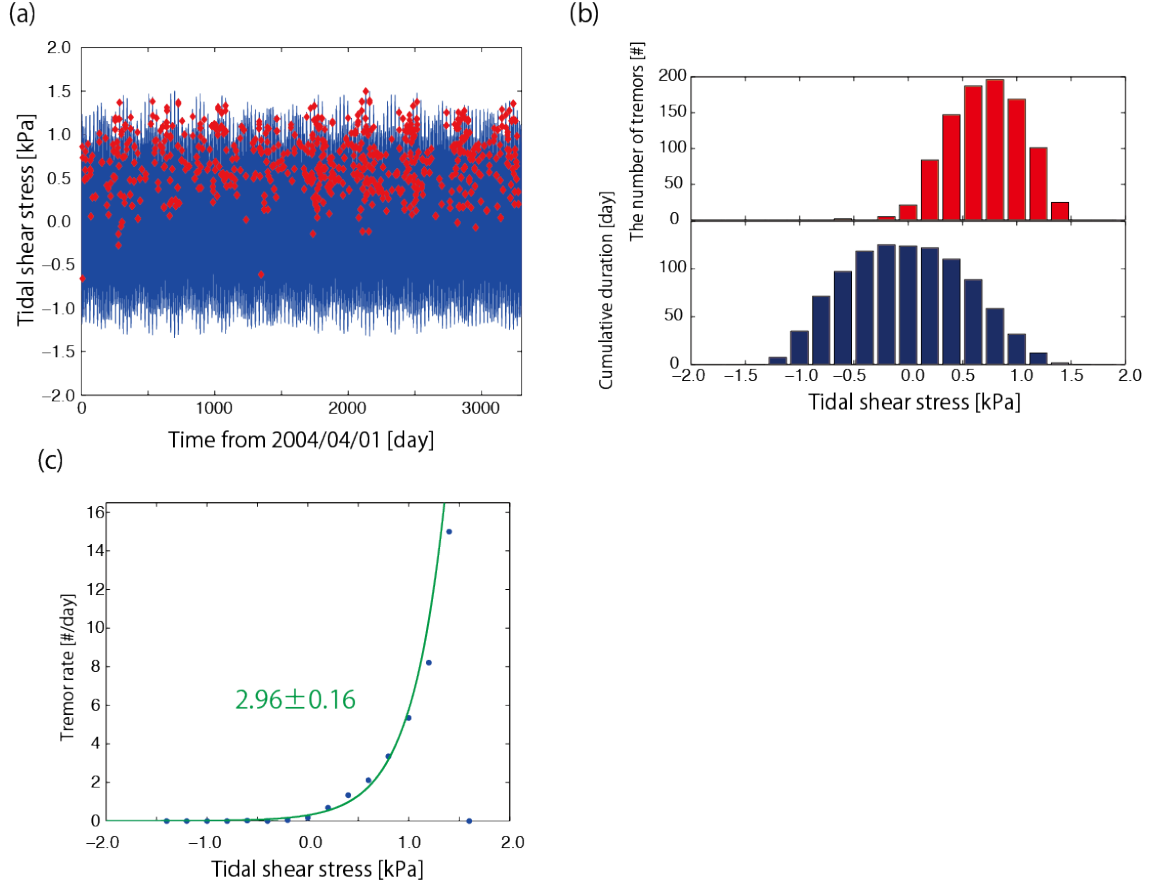 (a)
2.0
1.5
1.0
0.5
0.0
−0.5
−1.0
−1.5
−2.0
Tidal shear stress [kPa]
0 1000 2000 3000
Time from 2004/04/01 [day]
(b)
The number of tremors [#]
200
150
100
50
0
Cumulative duration [day]
100
50
0
−2.0 −1.5 −1.0 −0.5 0.0 0.5 1.0 1.5 2.0
Tidal shear stress [kPa]
(c)
16
14
12
10
8
6
4
2
0
Tremor rate [#/day]
2.96±0.16
−2.0 −1.0 0.0 1.0 2.0
Tidal shear stress [kPa]